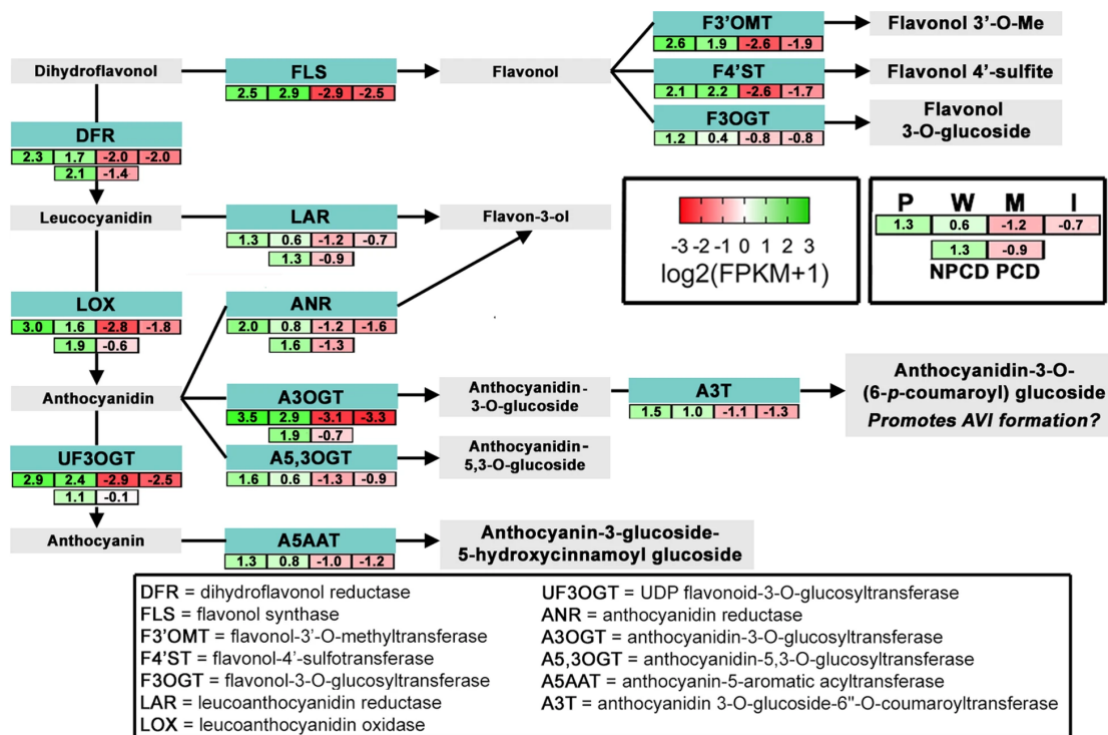 F3'OMT
2.6 1.9 -2.6 -1.9
Flavonol 3'-O-Me
Dihydroflavonol
FLS
2.5 2.9 -2.9 -2.5
Flavonol
F4'ST
2.1 2.2 -2.6 -1.7
Flavonol 4'-sulfite
F3OGT
1.2 0.4 -0.8 -0.8
Flavonol
3-O-glucoside
DFR
2.3 1.7 -2.0 -2.0
2.1 -1.4
Leucocyanidin
LAR
1.3 0.6 -1.2 -0.7
1.3 -0.9
Flavon-3-ol
-3 -2 -1 0 1 2 3
log2(FPKM+1)
P W M I
1.3 0.6 -1.2 -0.7
1.3 -0.9
NPCD PCD
LOX
3.0 1.6 -2.8 -1.8
1.9 -0.6
ANR
2.0 0.8 -1.2 -1.6
1.6 -1.3
Anthocyanidin
A3OGT
3.5 2.9 -3.1 -3.3
1.9 -0.7
Anthocyanidin-
3-O-glucoside
A3T
1.5 1.0 -1.1 -1.3
Anthocyanidin-3-O-
(6-p-coumaroyl) glucoside
Promotes AVI formation?
UF3OGT
2.9 2.4 -2.9 -2.5
1.1 -0.1
A5,3OGT
1.6 0.6 -1.3 -0.9
Anthocyanidin-
5,3-O-glucoside
Anthocyanin
A5AAT
1.3 0.8 -1.0 -1.2
Anthocyanin-3-glucoside-
5-hydroxycinnamoyl glucoside
DFR = dihydroflavonol reductase
FLS = flavonol synthase
F3'OMT = flavonol-3'-O-methyltransferase
F4'ST = flavonol-4'-sulfotransferase
F3OGT = flavonol-3-O-glucosyltransferase
LAR = leucoanthocyanidin reductase
LOX = leucoanthocyanidin oxidase
UF3OGT = UDP flavonoid-3-O-glucosyltransferase
ANR = anthocyanidin reductase
A3OGT = anthocyanidin-3-O-glucosyltransferase
A5,3OGT = anthocyanidin-5,3-O-glucosyltransferase
A5AAT = anthocyanin-5-aromatic acyltransferase
A3T = anthocyanidin 3-O-glucoside-6"-O-coumaroyltransferase